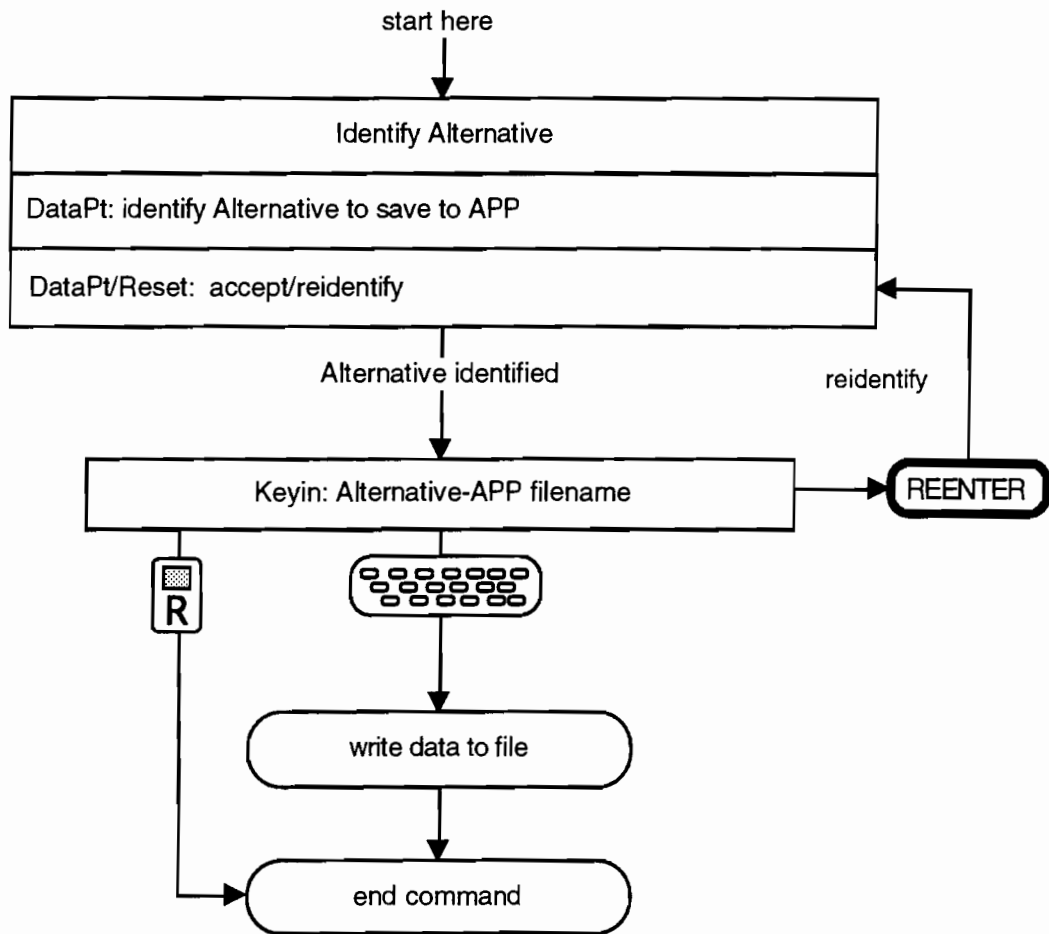 start here
Identify Alternative
DataPt: identify Alternative to save to APP
DataPt/Reset: accept/reidentify
Alternative identified
reidentify
Keyin: Alternative-APP filename
REENTER
R
write data to file
end command